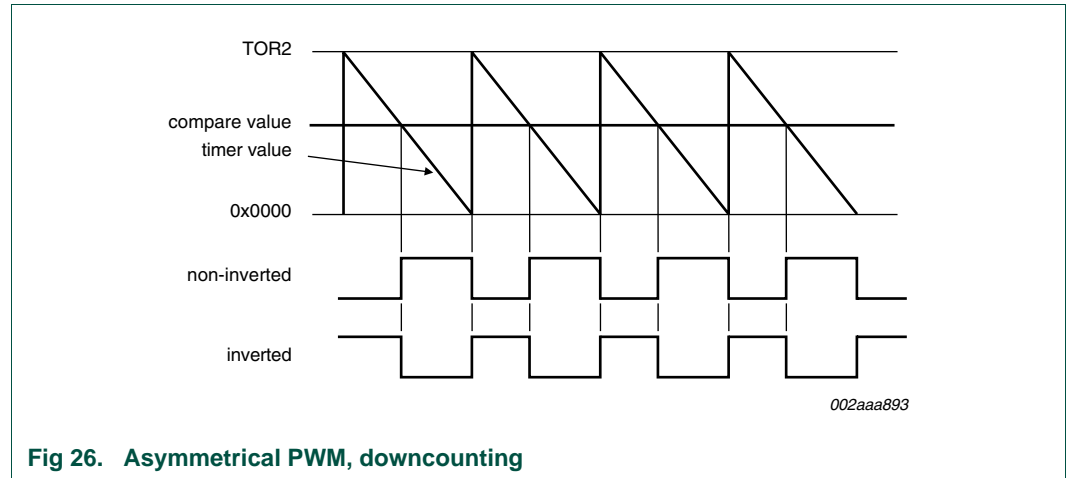 TOR2
compare value
timer value
0x0000
non-inverted
inverted
002aaa893
Fig 26. Asymmetrical PWM, downcounting